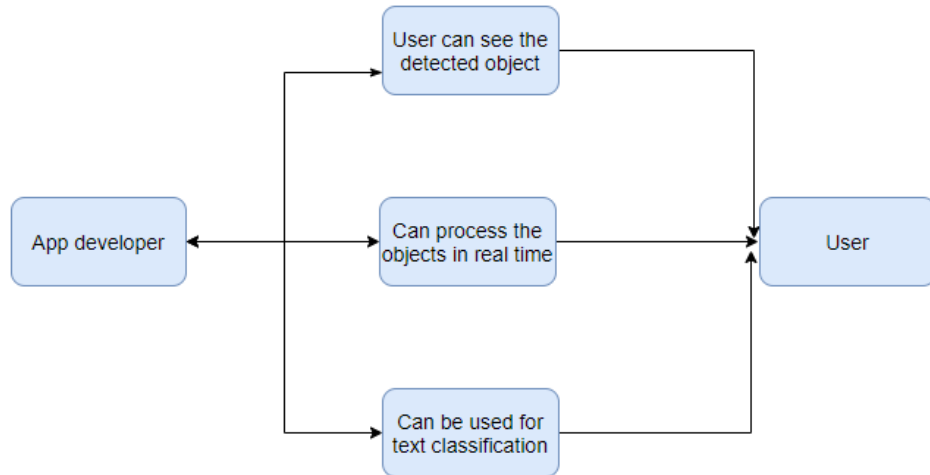 User can see the
detected object
App developer
Can process the
objects in real time
User
Can be used for
text classification